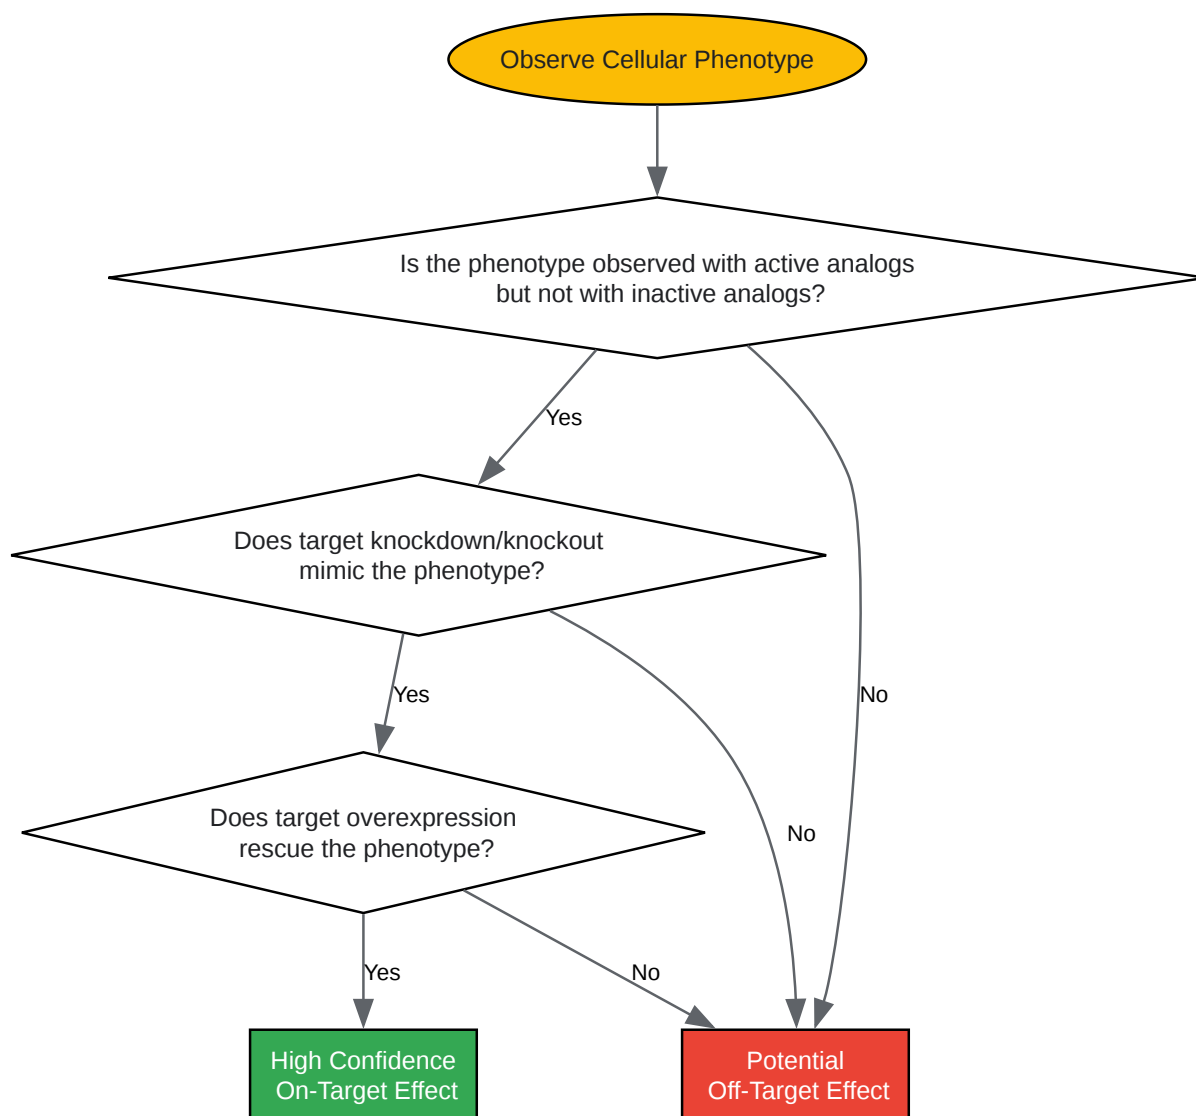 Observe Cellular Phenotype
Is the phenotype observed with active analogs
but not with inactive analogs?
Yes
Does target knockdown/knockout
mimic the phenotype?
Yes
No
Does target overexpression
rescue the phenotype?
No
Yes
No
High Confidence
On-Target Effect
Potential
Off-Target Effect